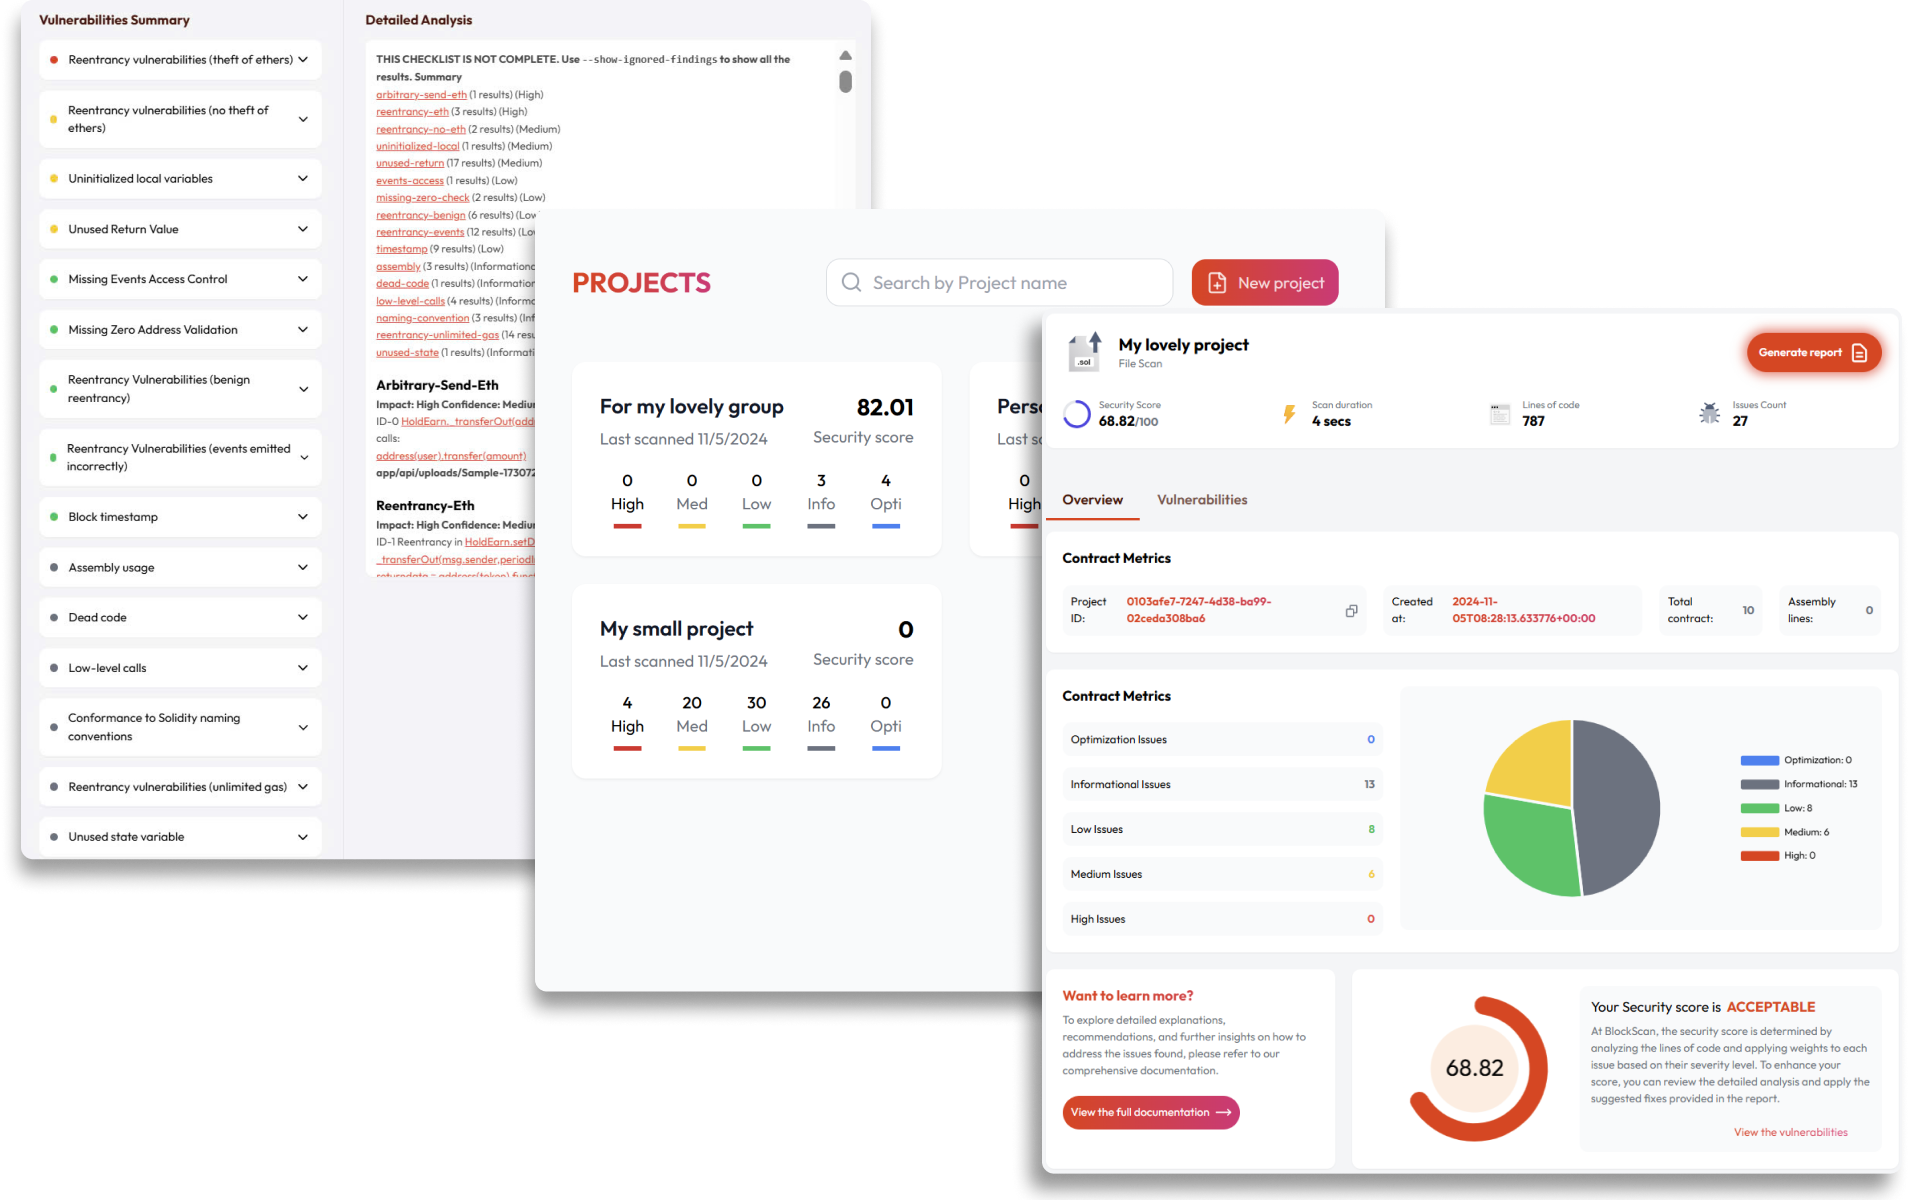 Vulnerabilities Summary
Reentrancy vulnerabilities (theft of ethers)
Reentrancy vulnerabilities (no theft of
ethers)
Uninitialized local variables
Unused Return Value
Missing Events Access Control
Missing Zero Address Validation
Reentrancy Vulnerabilities (benign
reentrancy)
Reentrancy Vulnerabilities (events emitted
incorrectly)
Block timestamp
Assembly usage
Dead code
Low-level calls
Conformance to Solidity naming
conventions
Reentrancy vulnerabilities (unlimited gas)
Unused state variable
Detailed Analysis
THIS CHECKLIST IS NOT COMPLETE. Use --show-ignored-findings to show all the
results. Summary
arbitrary-send-eth (1 results) (High)
reentrancy-eth (3 results) (High)
reentrancy-no-eth (2 results) (Medium)
uninitialized-local (1 results) (Medium)
unused-return (17 results) (Medium)
events-access (1 results) (Low)
missing-zero-check (2 results) (Low)
reentrancy-benign (6 results) (Low
reentrancy-events (12 results) (Lo
timestamp (9 results) (Low)
assembly (3 results) (Informationa
dead-code (1 results) (Information
low-level-calls (4 results) (Informa
naming-convention (3 results) (Inf
reentrancy-unlimited-gas (14 resu
unused-state (1 results) (Informati
Arbitrary-Send-Eth
Impact: High Confidence: Mediu
ID-0 HoldEarn._transferOut(add
calls:
address(user).transfer(amount)
app/api/uploads/Sample-173072
Reentrancy-Eth
Impact: High Confidence: Mediu
ID-1 Reentrancy in HoldEarn.setD
_transferOut(msg.sender,periodI
returndata = address(token).funct
PROJECTS
Search by Project name
New project
For my lovely group
82.01
Last scanned 11/5/2024
Security score
0 0 0 3 4
High Med Low Info Opti
Perso
Last sc
0
High
My small project
0
Last scanned 11/5/2024
Security score
4 20 30 26 0
High Med Low Info Opti
My lovely project
File Scan
.sol
Generate report
Security Score
68.82/100
Scan duration
4 secs
Lines of code
787
Issues Count
27
Overview
Vulnerabilities
Contract Metrics
Project
ID:
0103afe7-7247-4d38-ba99-
02ceda308ba6
Created
at:
2024-11-
05T08:28:13.633776+00:00
Total
contract:
10
Assembly
lines:
0
Contract Metrics
Optimization Issues 0
Informational Issues 13
Low Issues 8
Medium Issues 6
High Issues 0
Optimization: 0
Informational: 13
Low: 8
Medium: 6
High: 0
Want to learn more?
To explore detailed explanations,
recommendations, and further insights on how to
address the issues found, please refer to our
comprehensive documentation.
View the full documentation
68.82
Your Security score is ACCEPTABLE
At BlockScan, the security score is determined by
analyzing the lines of code and applying weights to each
issue based on their severity level. To enhance your
score, you can review the detailed analysis and apply the
suggested fixes provided in the report.
View the vulnerabilities